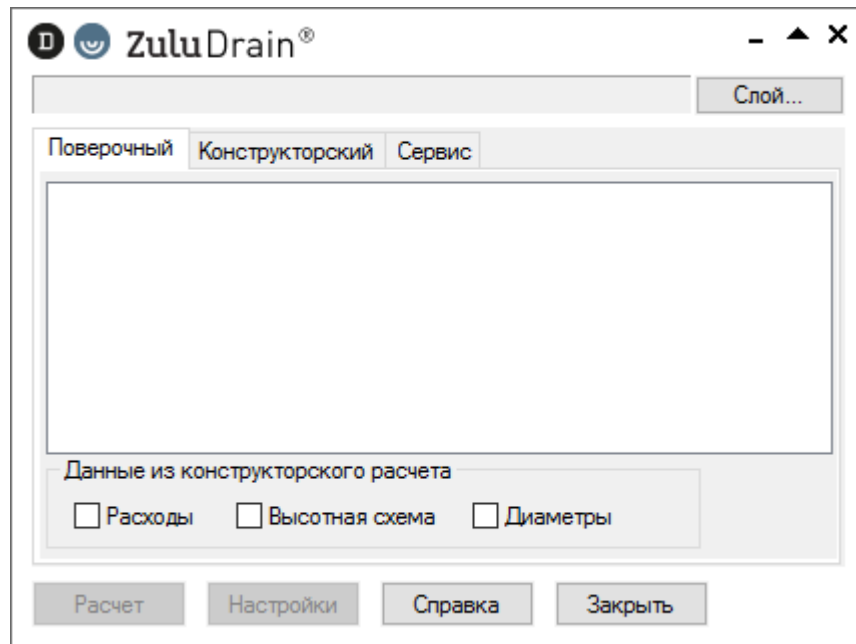 D ZuluDrain®
Слой...
Поверочный Конструкторский Сервис
Данные из конструкторского расчета
Расходы Высотная схема Диаметры
Расчет Настройки Справка Закрыть